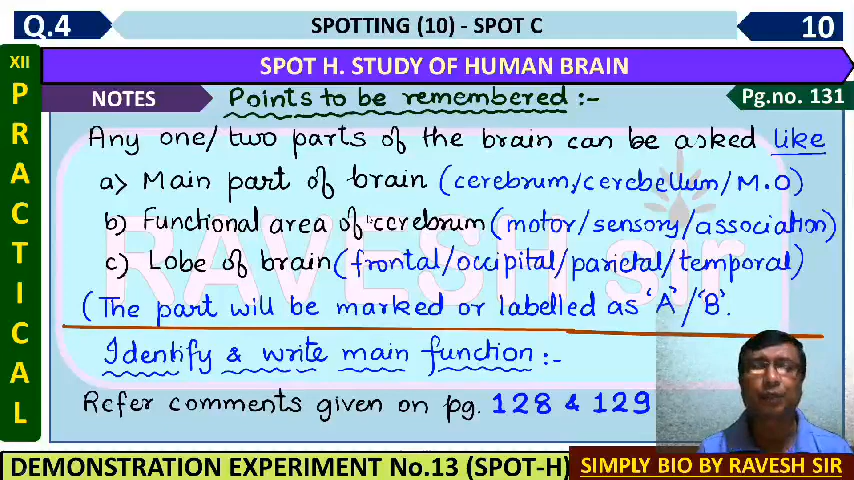 Q.4
SPOTTING (10) - SPOT C
10
XII
PRACTICAL
SPOT H. STUDY OF HUMAN BRAIN
NOTES
Points to be remembered :-
Pg.no. 131
Any one/ two parts of the brain can be asked like
a> Main part of brain (cerebrum/cerebellum/M.O)
b) Functional area of cerebrum (motor/sensory/association)
c) Lobe of brain (frontal/occipital/parietal/temporal)
(The part will be marked or labelled as 'A'/'B'.
Identify & write main function :-
Refer comments given on pg. 128 & 129
RAVESH sir
DEMONSTRATION EXPERIMENT No.13 (SPOT-H)
SIMPLY BIO BY RAVESH SIR